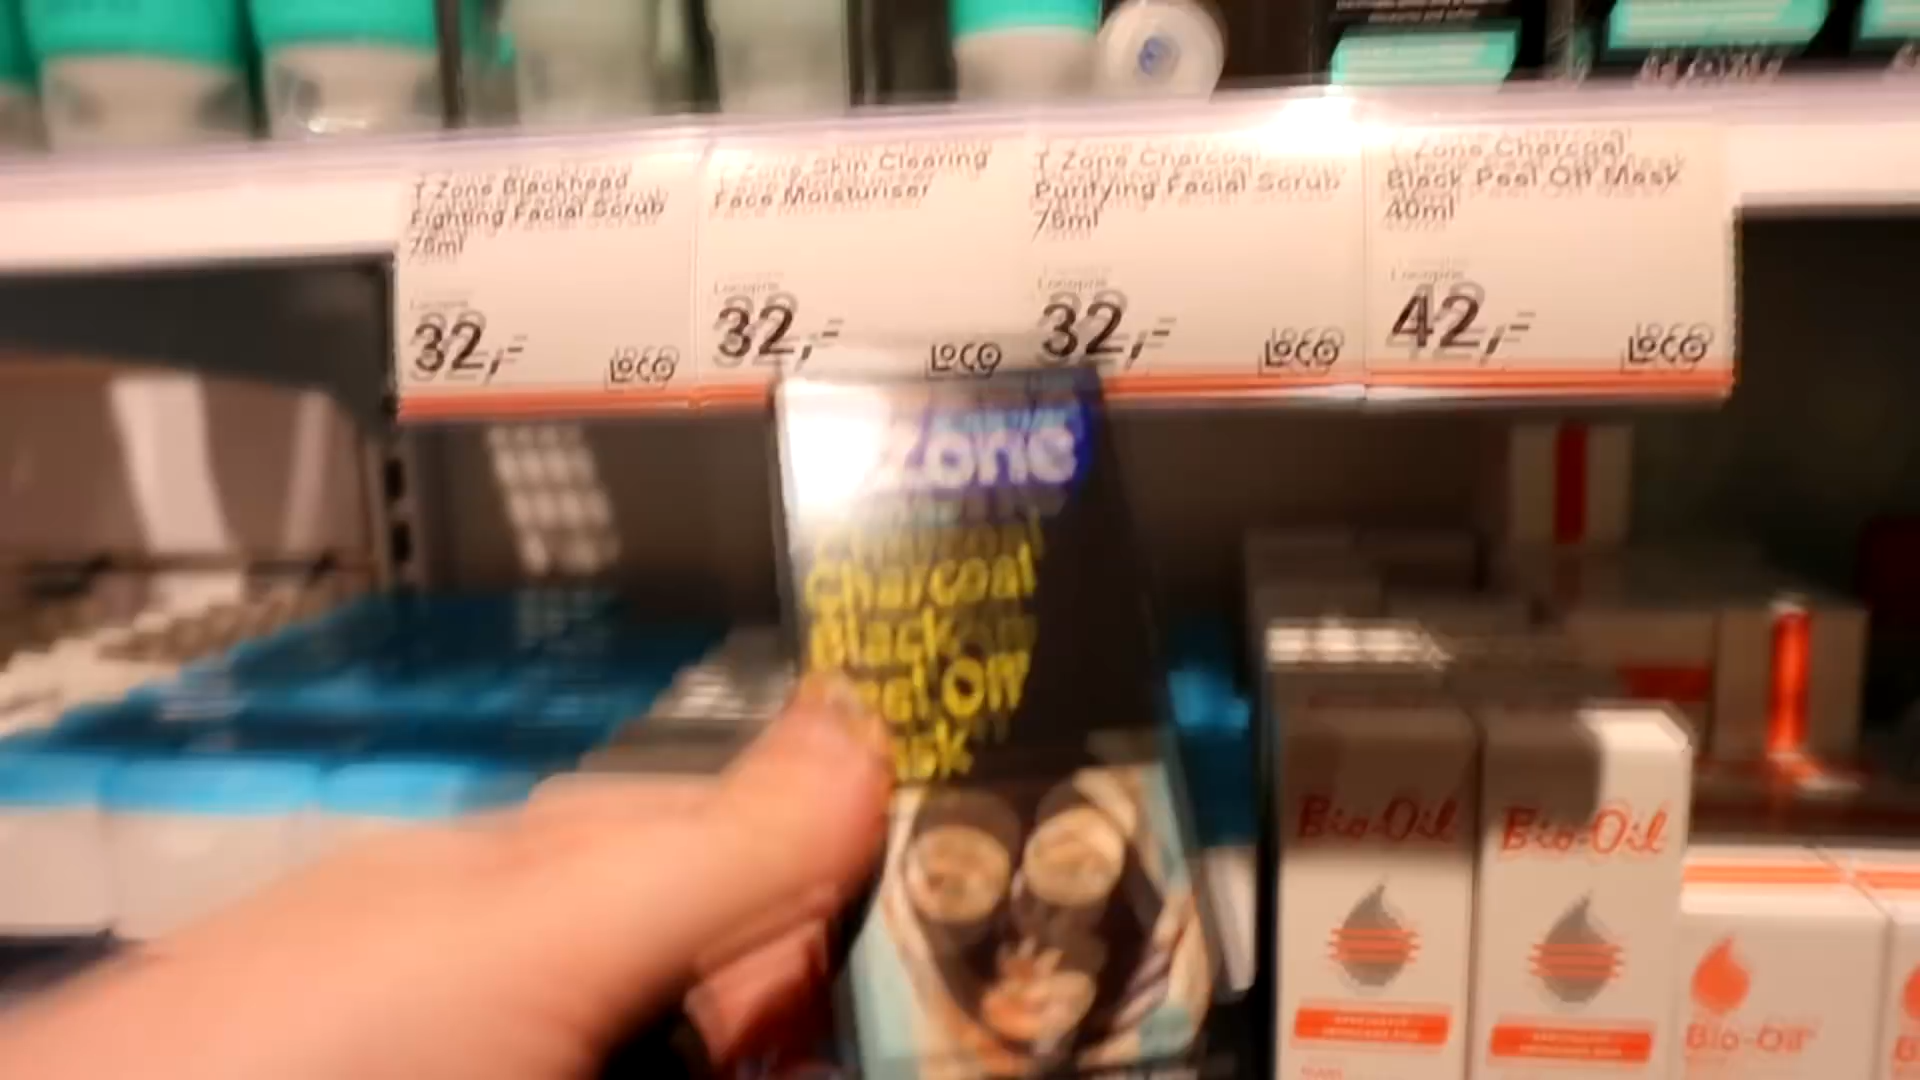 T Zone Blackhead
Fighting Facial Scrub
75ml
32,-
LOCO
T Zone Skin Clearing
Face Moisturiser
32,-
LOCO
T Zone Charcoal
Purifying Facial Scrub
75ml
32,-
LOCO
T Zone Charcoal
Black Peel Off Mask
40ml
42,-
LOCO
Zone
Charcoal
Black
Peel Off
Mask
Bio-Oil
Bio-Oil
Bio-Oil